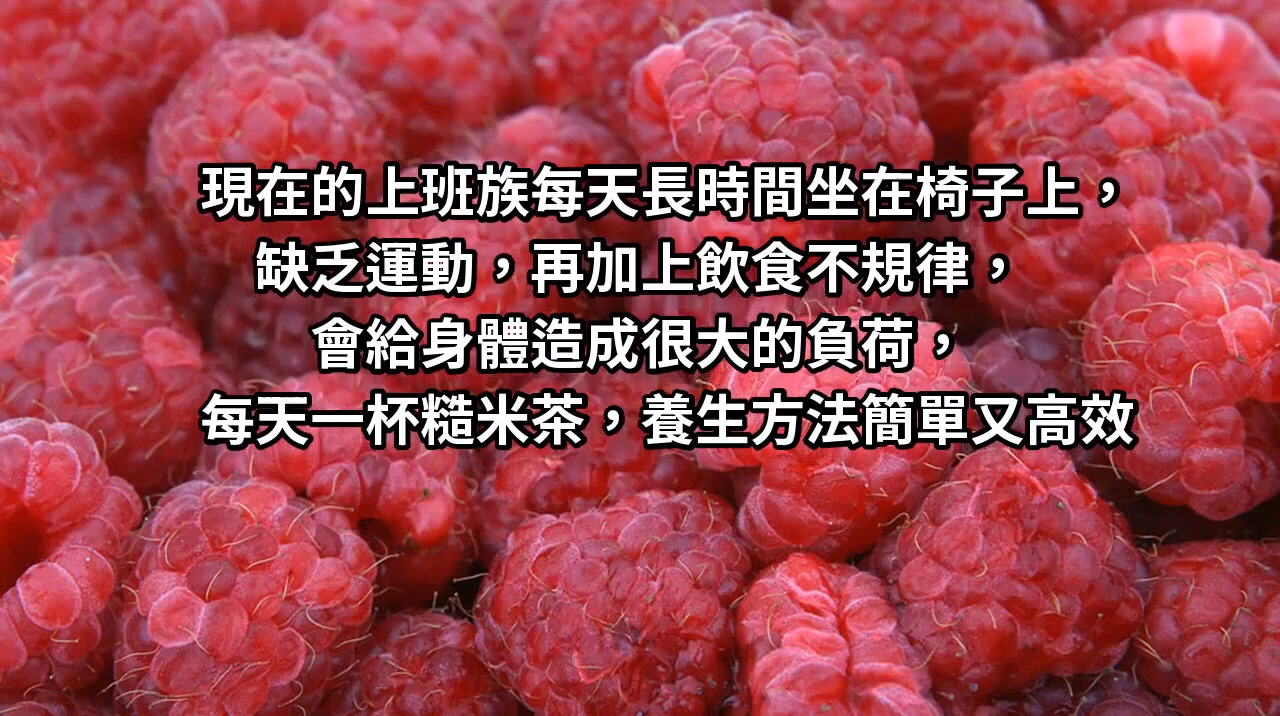 現在的上班族每天長時間坐在椅子上，
缺乏運動，再加上飲食不規律，
會給身體造成很大的負荷，
每天一杯糙米茶，養生方法簡單又高效